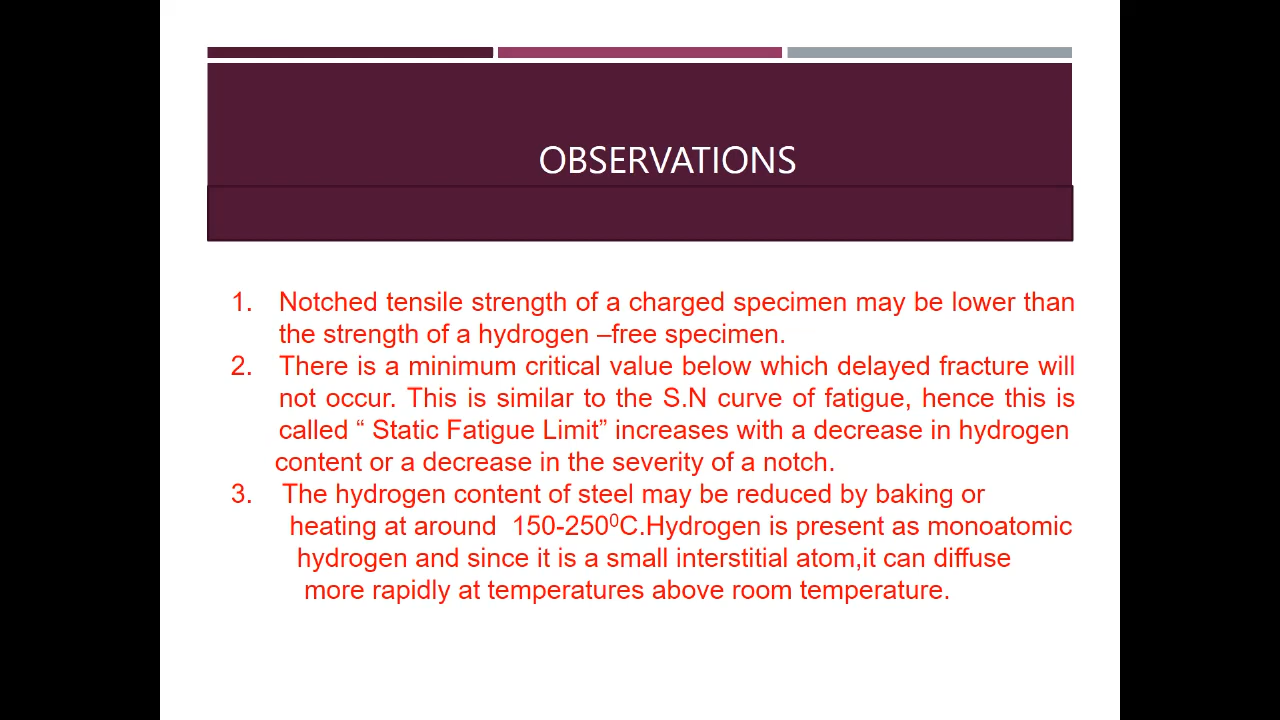 OBSERVATIONS
1. Notched tensile strength of a charged specimen may be lower than
the strength of a hydrogen –free specimen.
2. There is a minimum critical value below which delayed fracture will
not occur. This is similar to the S.N curve of fatigue, hence this is
called “ Static Fatigue Limit” increases with a decrease in hydrogen
content or a decrease in the severity of a notch.
3. The hydrogen content of steel may be reduced by baking or
heating at around 150-250⁰C.Hydrogen is present as monoatomic
hydrogen and since it is a small interstitial atom,it can diffuse
more rapidly at temperatures above room temperature.